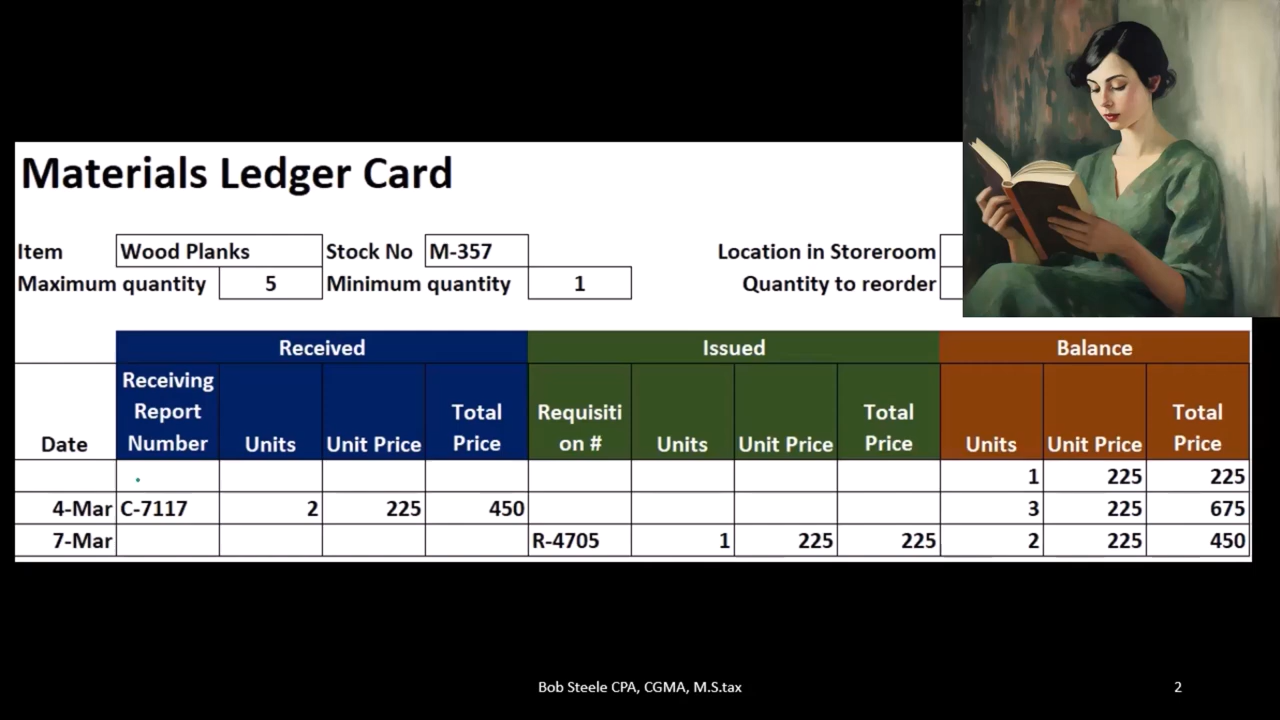 Materials Ledger Card
Item Wood Planks Stock No M-357 Location in Storeroom
Maximum quantity 5 Minimum quantity 1 Quantity to reorder
Received Issued Balance
Date Receiving Report Number Units Unit Price Total Price Requisiti on # Units Unit Price Total Price Units Unit Price Total Price
1 225 225
4-Mar C-7117 2 225 450 3 225 675
7-Mar R-4705 1 225 225 2 225 450
Bob Steele CPA, CGMA, M.S.tax 2